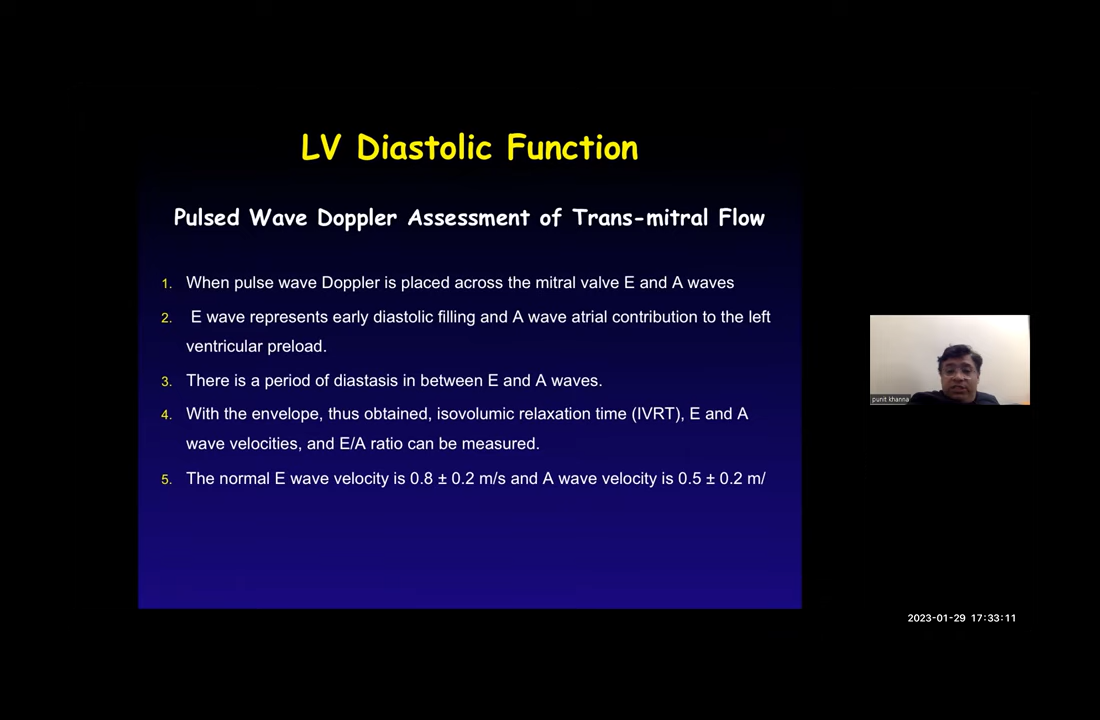 LV Diastolic Function
Pulsed Wave Doppler Assessment of Trans-mitral Flow
1. When pulse wave Doppler is placed across the mitral valve E and A waves
2. E wave represents early diastolic filling and A wave atrial contribution to the left
ventricular preload.
3. There is a period of diastasis in between E and A waves.
4. With the envelope, thus obtained, isovolumic relaxation time (IVRT), E and A
wave velocities, and E/A ratio can be measured.
5. The normal E wave velocity is 0.8 ± 0.2 m/s and A wave velocity is 0.5 ± 0.2 m/
punit khanna
2023-01-29 17:33:11